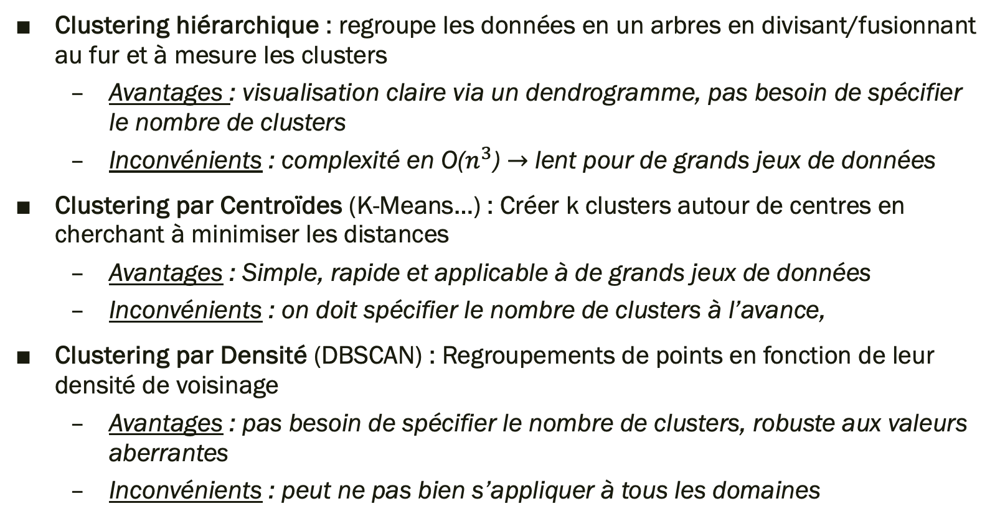 ■ Clustering hiérarchique : regroupe les données en un arbres en divisant/fusionnant
au fur et à mesure les clusters
– Avantages : visualisation claire via un dendrogramme, pas besoin de spécifier
le nombre de clusters
– Inconvénients : complexité en O(n³) → lent pour de grands jeux de données
■ Clustering par Centroïdes (K-Means...) : Créer k clusters autour de centres en
cherchant à minimiser les distances
– Avantages : Simple, rapide et applicable à de grands jeux de données
– Inconvénients : on doit spécifier le nombre de clusters à l’avance,
■ Clustering par Densité (DBSCAN) : Regroupements de points en fonction de leur
densité de voisinage
– Avantages : pas besoin de spécifier le nombre de clusters, robuste aux valeurs
aberrantes
– Inconvénients : peut ne pas bien s’appliquer à tous les domaines